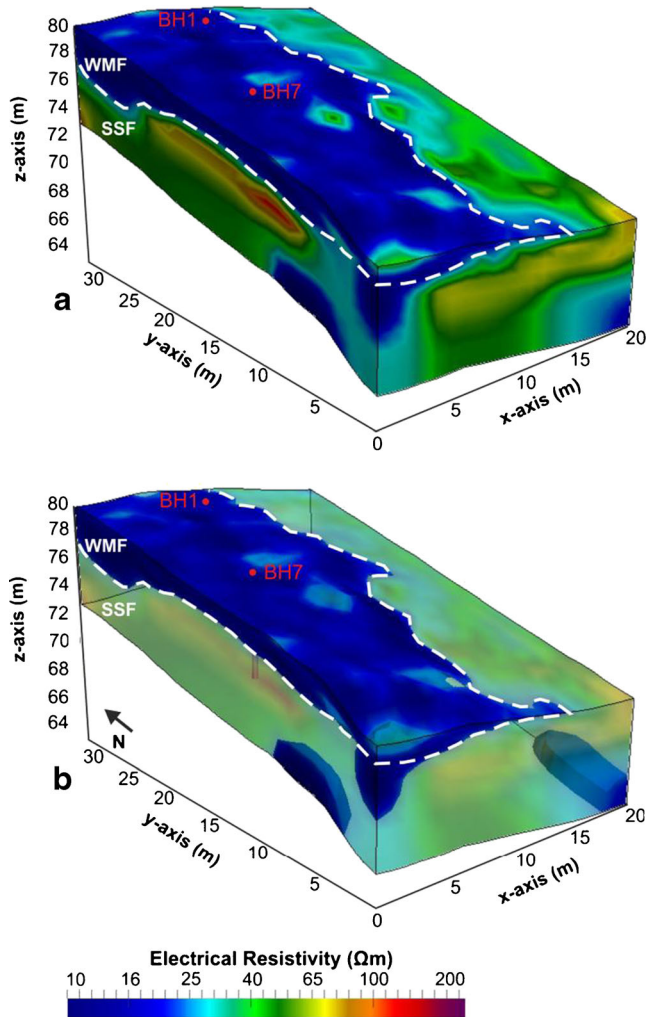 80
78
76
74
72
70
68
66
64
z-axis (m)
WMF
SSF
BH1
BH7
a
30
25
20
15
10
5
0
y-axis (m)
5
10
15
20
x-axis (m)
80
78
76
74
72
70
68
66
64
z-axis (m)
WMF
SSF
BH1
BH7
N
b
30
25
20
15
10
5
0
y-axis (m)
5
10
15
20
x-axis (m)
Electrical Resistivity (Ωm)
10 16 25 40 65 100 200